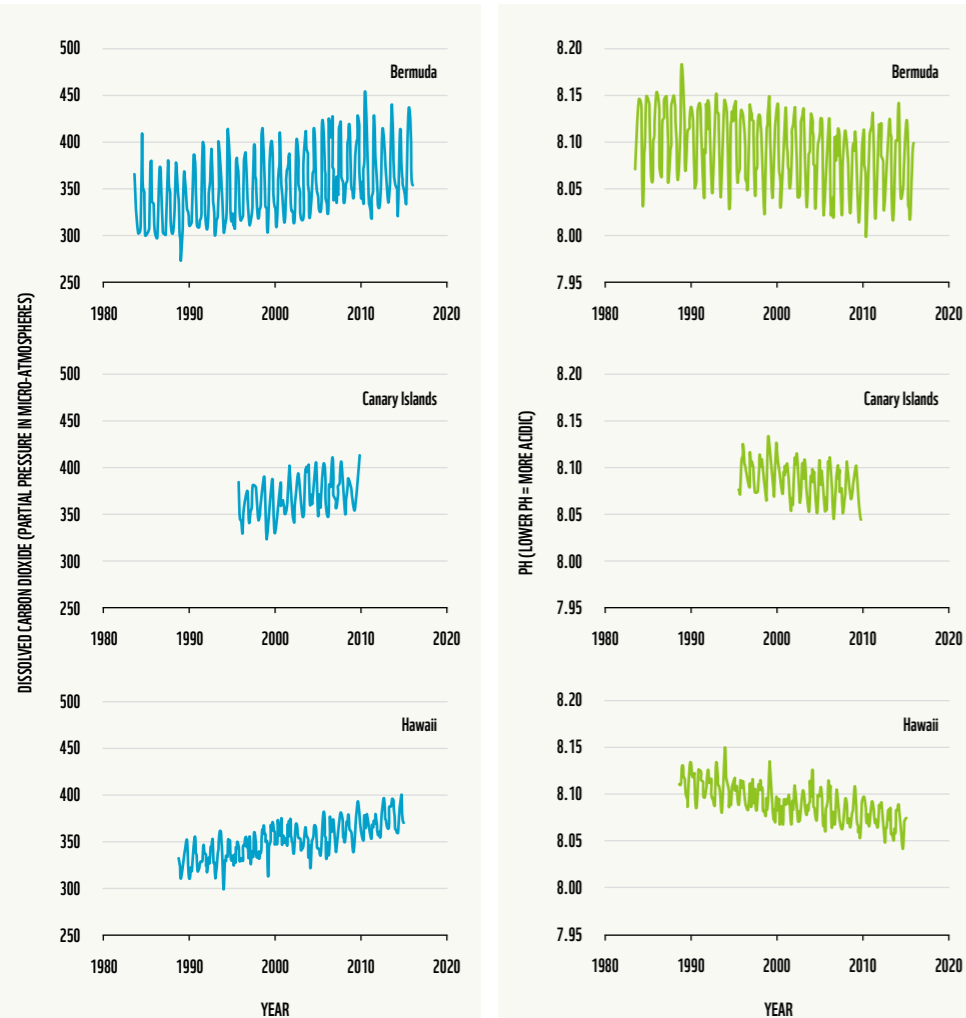 DISSOLVED CARBON DIOXIDE (PARTIAL PRESSURE IN MICRO-ATMOSPHERES)
500
450
400
350
300
250
Bermuda
1980 1990 2000 2010 2020
500
450
400
350
300
250
Canary Islands
1980 1990 2000 2010 2020
500
450
400
350
300
250
Hawaii
1980 1990 2000 2010 2020
YEAR
PH (LOWER PH = MORE ACIDIC)
8.20
8.15
8.10
8.05
8.00
7.95
Bermuda
1980 1990 2000 2010 2020
8.20
8.15
8.10
8.05
8.00
7.95
Canary Islands
1980 1990 2000 2010 2020
8.20
8.15
8.10
8.05
8.00
7.95
Hawaii
1980 1990 2000 2010 2020
YEAR